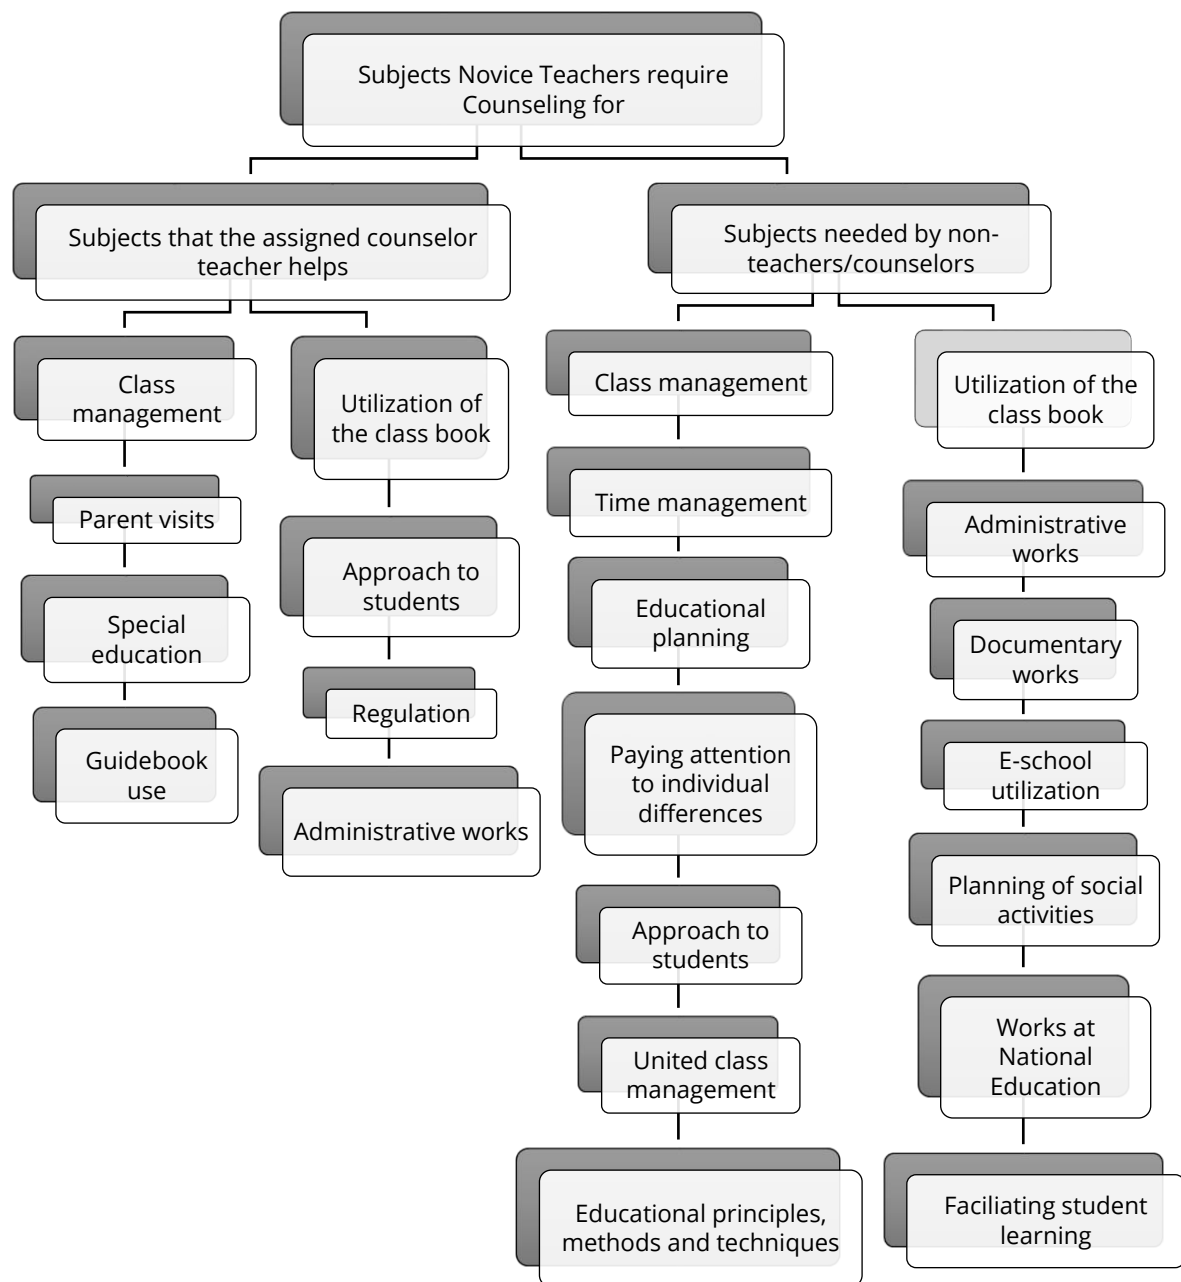 Subjects Novice Teachers require
Counseling for
Subjects that the assigned counselor
teacher helps
Subjects needed by non-
teachers/counselors
Class
management
Parent visits
Special
education
Guidebook
use
Utilization of
the class book
Approach to
students
Regulation
Administrative works
Class management
Time management
Educational
planning
Paying attention
to individual
differences
Approach to
students
United class
management
Educational principles,
methods and techniques
Utilization of the
class book
Administrative
works
Documentary
works
E-school
utilization
Planning of social
activities
Works at
National
Education
Faciliating student
learning